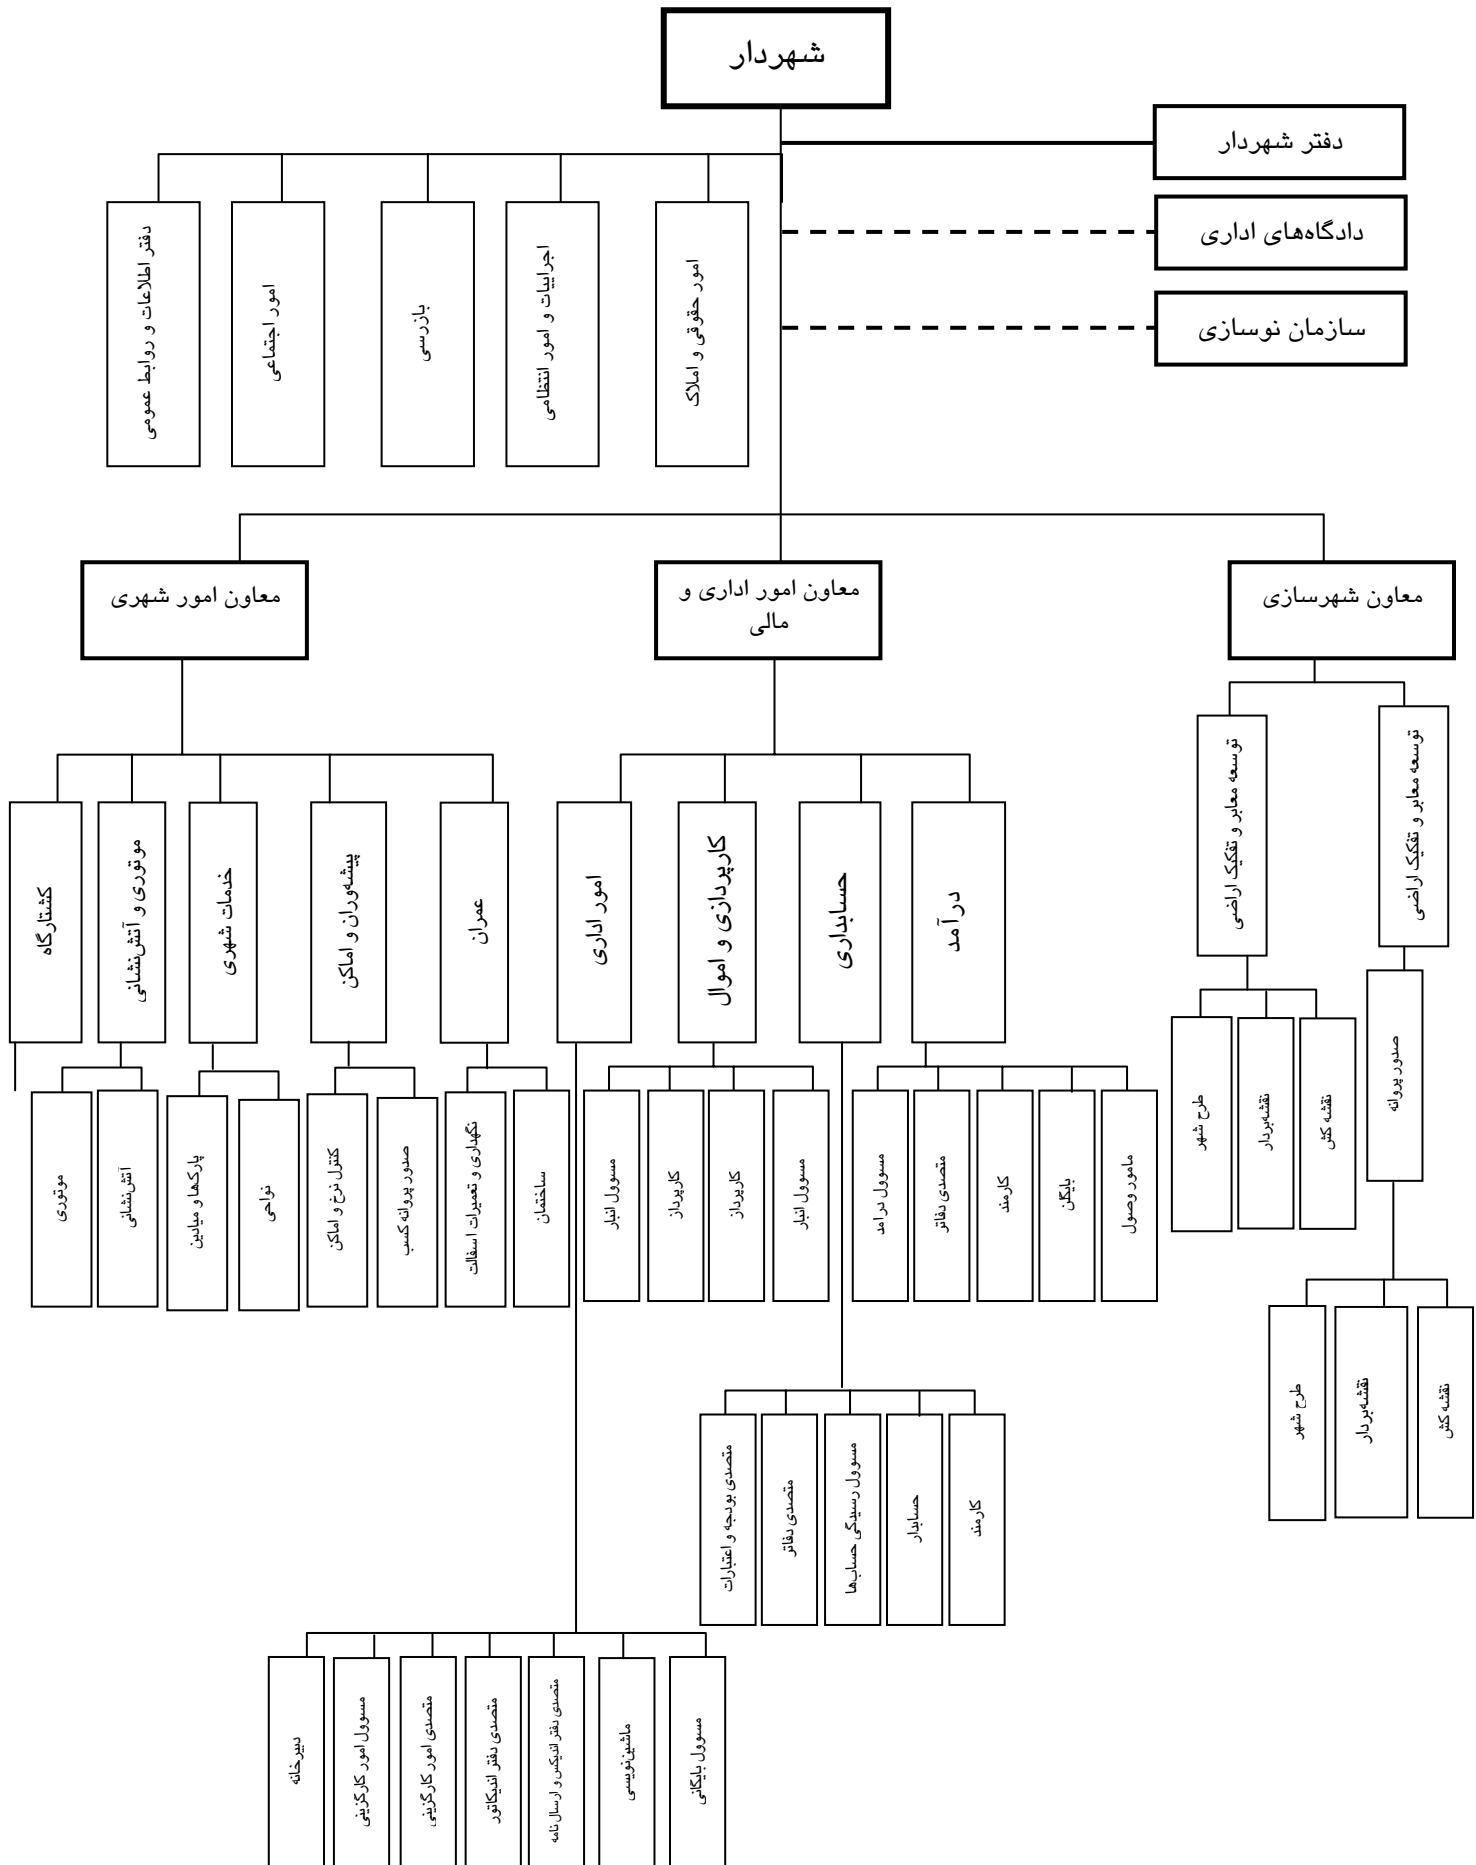 شهردار
دفتر شهردار
دادگاه‌های اداری
سازمان نوسازی
امور حقوقی و املاک
اجراییات و امور انتظامی
بازرسی
امور اجتماعی
دفتر اطلاعات و روابط عمومی
معاون شهرسازی
معاون امور اداری و
مالی
معاون امور شهری
توسعه معابر و تفکیک اراضی
توسعه معابر و تفکیک اراضی
درآمد
حسابداری
کارپردازی و اموال
امور اداری
عمران
پیشه‌وران و اماکن
خدمات شهری
موتوری و آتش‌نشانی
کشتارگاه
صدور پروانه
نقشه کش
نقشه‌بردار
طرح شهر
مامور وصول
بایگان
کارمند
متصدی دفاتر
مسوول درآمد
مسوول انبار
کارپرداز
کارپرداز
مسوول انبار
ساختمان
نگهداری و تعمیرات اسفالت
صدور پروانه کسب
کنترل نرخ و اماکن
نواحی
پارک‌ها و میادین
آتش‌نشانی
موتوری
نقشه کش
نقشه‌بردار
طرح شهر
کارمند
حسابدار
مسوول رسیدگی حساب‌ها
متصدی دفاتر
متصدی بودجه و اعتبارات
مسوول بایگانی
ماشین‌نویسی
متصدی دفتر اندیکس و ارسال نامه
متصدی دفتر اندیکاتور
متصدی امور کارگزینی
مسوول امور کارگزینی
دبیرخانه